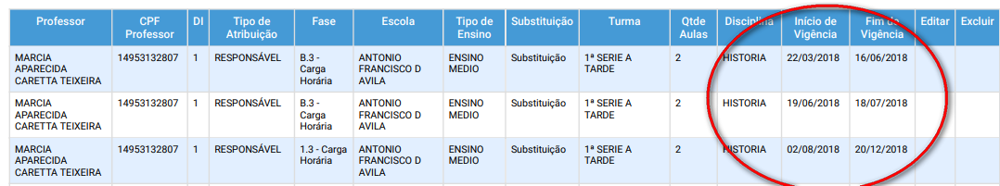 Professor CPF Professor DI Tipo de Atribuição Fase Escola Tipo de Ensino Substituição Turma Qtde Aulas Disciplina Início de Vigência Fim de Vigência Editar Excluir
MARCIA APARECIDA CARETTA TEIXEIRA 14953132807 1 RESPONSÁVEL B.3 - Carga Horária ANTONIO FRANCISCO D AVILA ENSINO MEDIO Substituição 1ª SERIE A TARDE 2 HISTORIA 22/03/2018 16/06/2018
MARCIA APARECIDA CARETTA TEIXEIRA 14953132807 1 RESPONSÁVEL B.3 - Carga Horária ANTONIO FRANCISCO D AVILA ENSINO MEDIO Substituição 1ª SERIE A TARDE 2 HISTORIA 19/06/2018 18/07/2018
MARCIA APARECIDA CARETTA TEIXEIRA 14953132807 1 RESPONSÁVEL 1.3 - Carga Horária ANTONIO FRANCISCO D AVILA ENSINO MEDIO Substituição 1ª SERIE A TARDE 2 HISTORIA 02/08/2018 20/12/2018